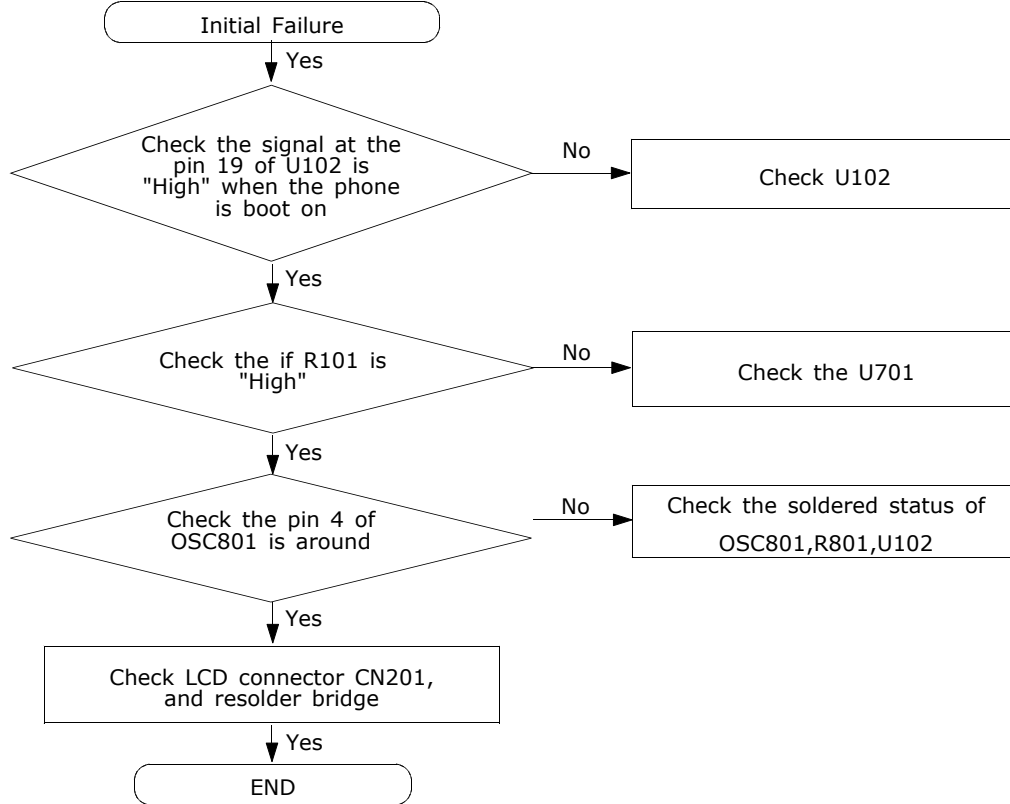 Initial Failure
Yes
Check the signal at the
pin 19 of U102 is
"High" when the phone
is boot on
No
Check U102
Yes
Check the if R101 is
"High"
No
Check the U701
Yes
Check the pin 4 of
OSC801 is around
No
Check the soldered status of
OSC801,R801,U102
Yes
Check LCD connector CN201,
and resolder bridge
Yes
END